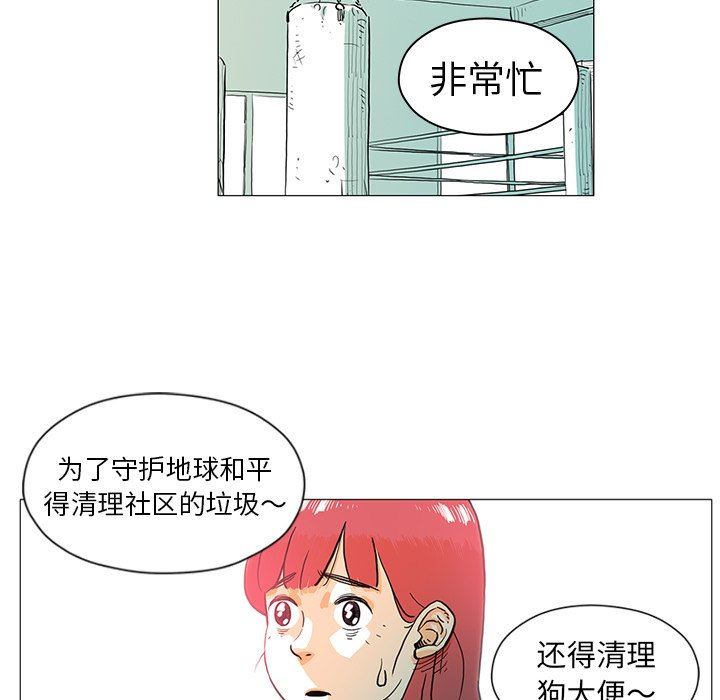 非常忙
为了守护地球和平
得清理社区的垃圾～
还得清理
狗大便～